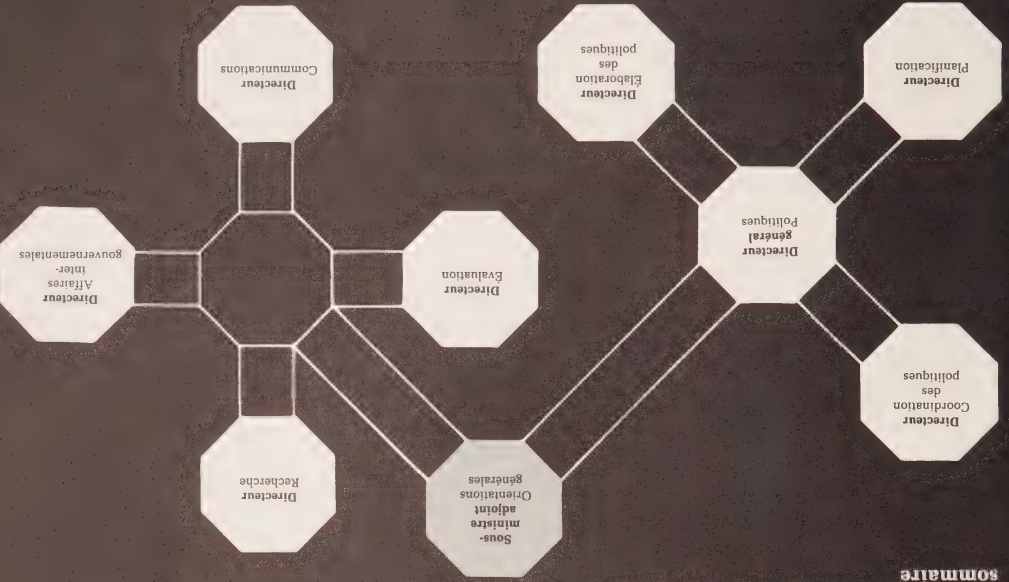 sommaire
Sous-
ministre
adjoint
Orientations
générales
Directeur
Recherche
Directeur
Coordination
des
politiques
Directeur
général
Politiques
Directeur
Évaluation
Directeur
Affaires
inter-
gouvernementales
Directeur
Planification
Directeur
Élaboration
des
politiques
Directeur
Communications